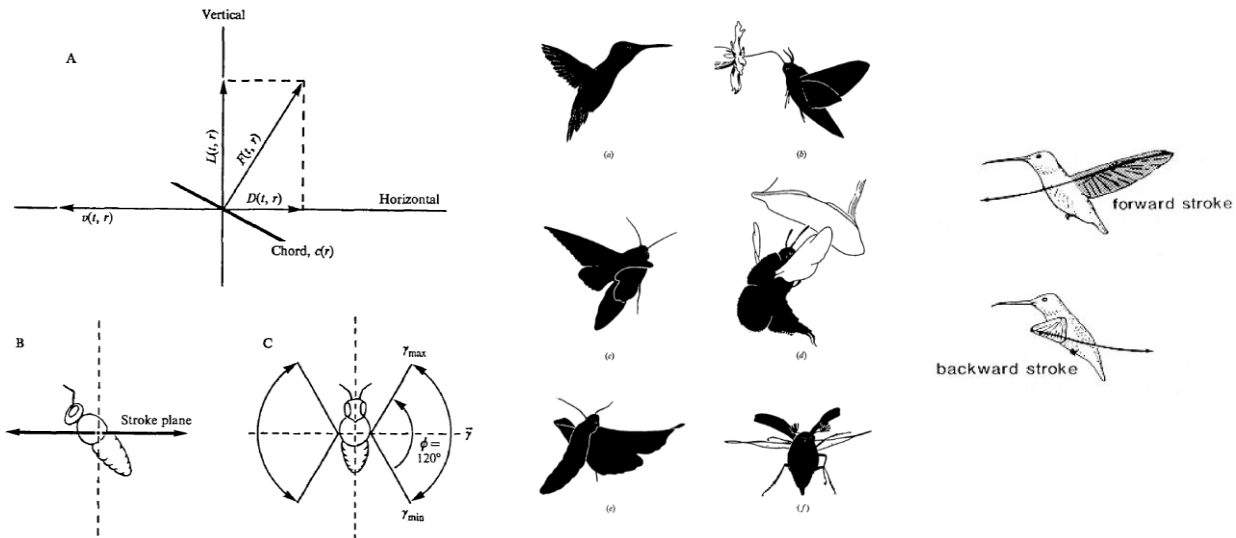 Vertical
A
L(t, r)
F(t, r)
D(t, r)
Horizontal
v(t, r)
Chord, c(r)
B
Stroke plane
C
γmax
ϕ =
120°
γ̄
γmin
(a)
(b)
(c)
(d)
(e)
(f)
forward stroke
backward stroke